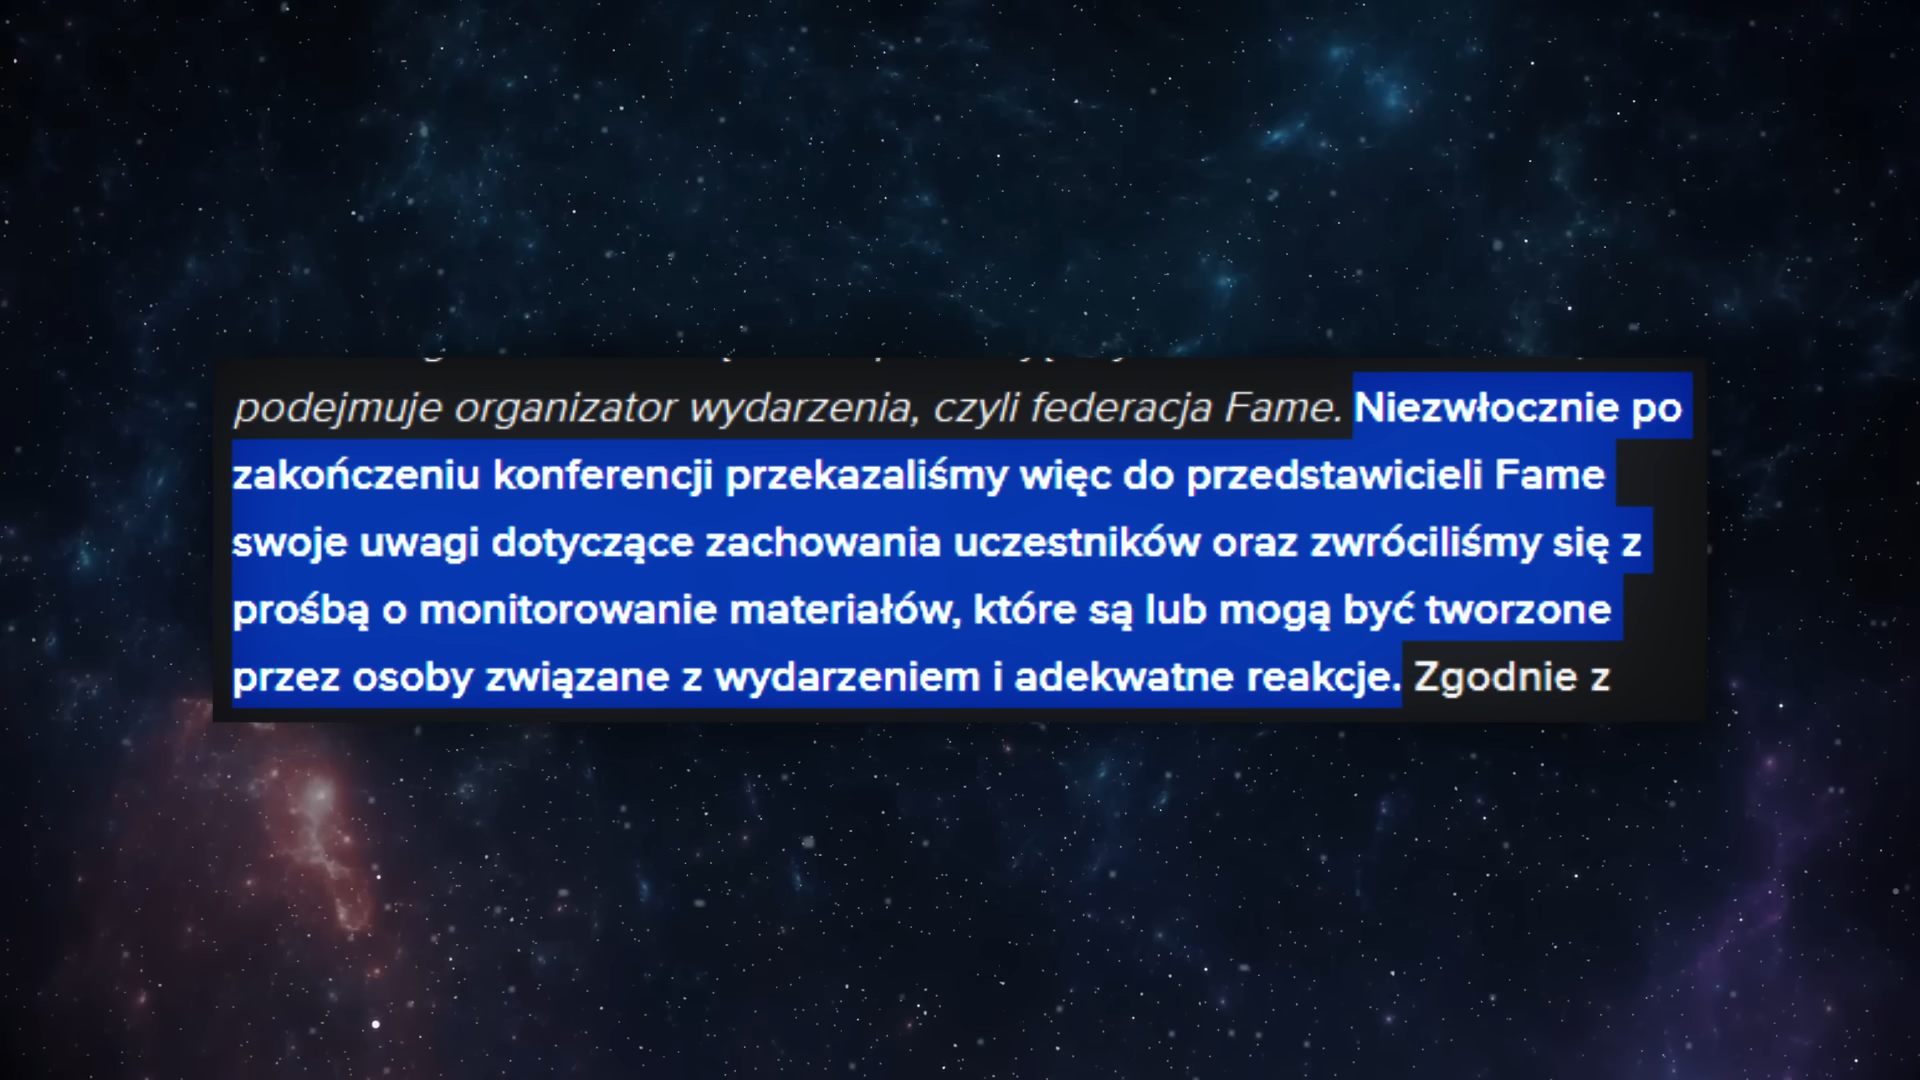 podejmuje organizator wydarzenia, czyli federacja Fame. Niezwłocznie po
zakończeniu konferencji przekazaliśmy więc do przedstawicieli Fame
swoje uwagi dotyczące zachowania uczestników oraz zwróciliśmy się z
prośbą o monitorowanie materiałów, które są lub mogą być tworzone
przez osoby związane z wydarzeniem i adekwatne reakcje. Zgodnie z